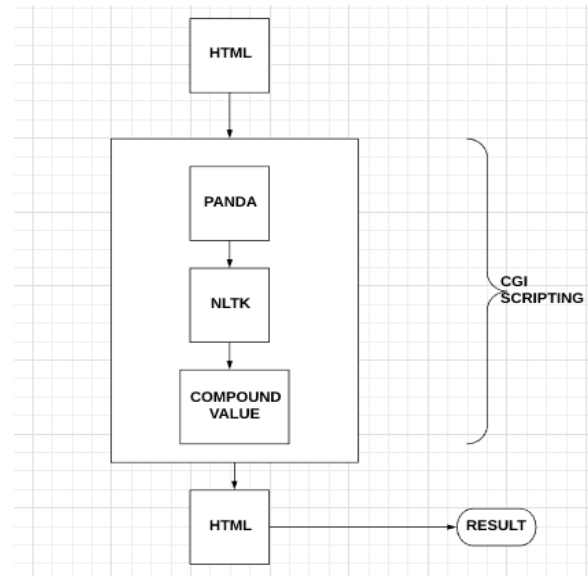 HTML
PANDA
NLTK
CGI
SCRIPTING
COMPOUND
VALUE
HTML
RESULT